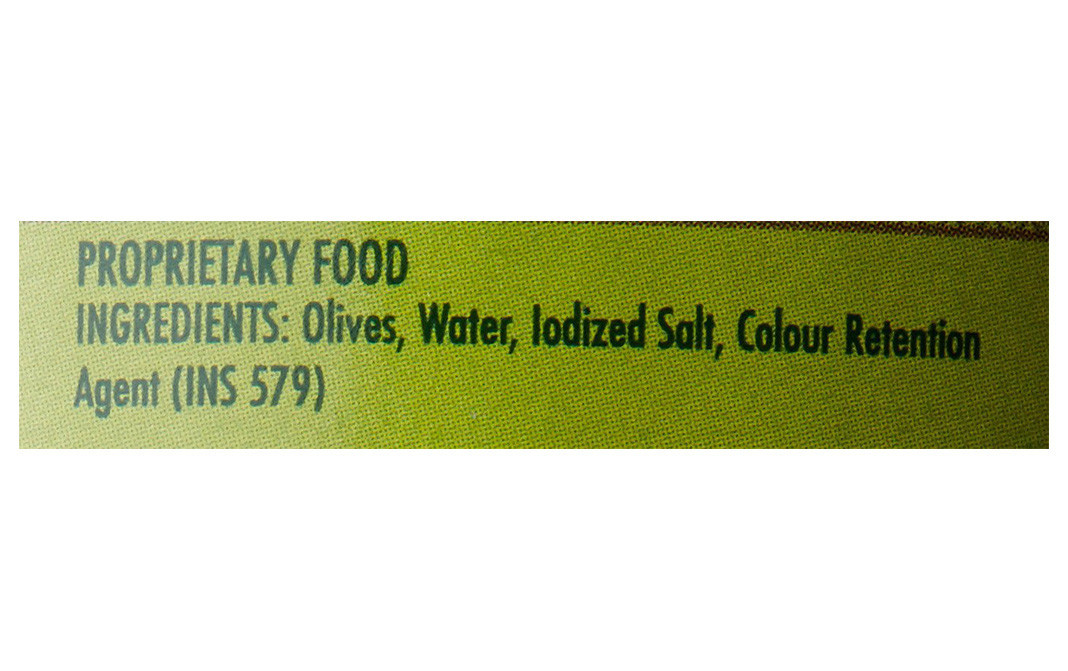 PROPRIETARY FOOD
INGREDIENTS: Olives, Water, Iodized Salt, Colour Retention
Agent (INS 579)